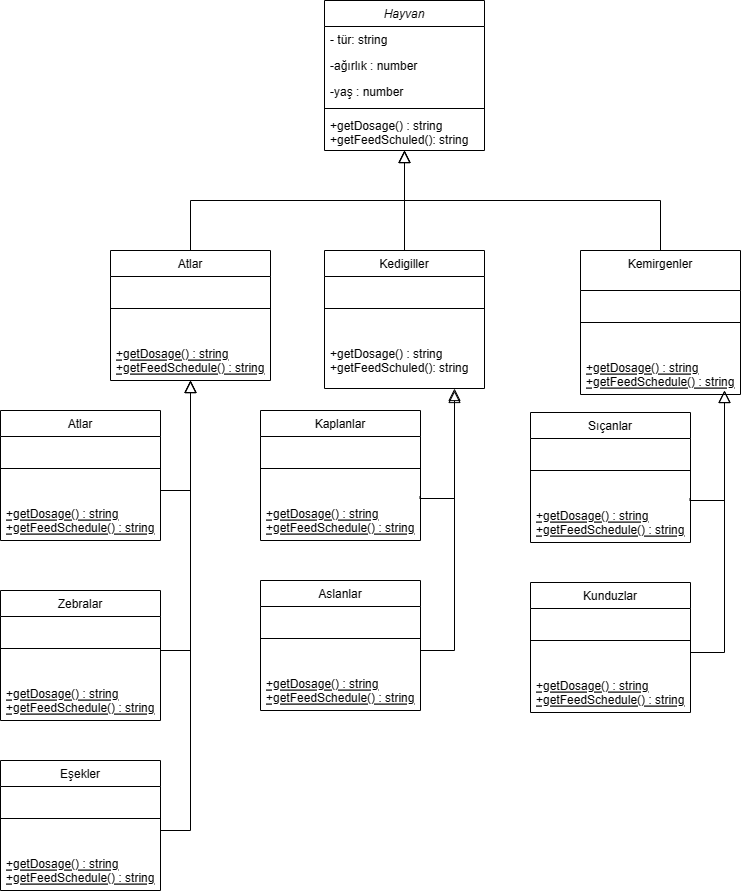 Hayvan
- tür: string
-ağırlık : number
-yaş : number
+getDosage() : string
+getFeedSchuled(): string
Atlar
+getDosage() : string
+getFeedSchedule() : string
Kedigiller
+getDosage() : string
+getFeedSchuled(): string
Kemirgenler
+getDosage() : string
+getFeedSchedule() : string
Atlar
+getDosage() : string
+getFeedSchedule() : string
Kaplanlar
+getDosage() : string
+getFeedSchedule() : string
Sıçanlar
+getDosage() : string
+getFeedSchedule() : string
Zebralar
+getDosage() : string
+getFeedSchedule() : string
Aslanlar
+getDosage() : string
+getFeedSchedule() : string
Kunduzlar
+getDosage() : string
+getFeedSchedule() : string
Eşekler
+getDosage() : string
+getFeedSchedule() : string